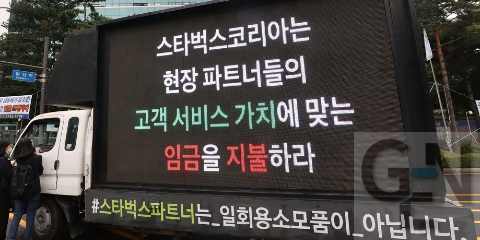 스타벅스코리아는
현장 파트너들의
고객 서비스 가치에 맞는
임금을 지불하라
#스타벅스파트너는_일회용소모품이_아닙니다.
GEN